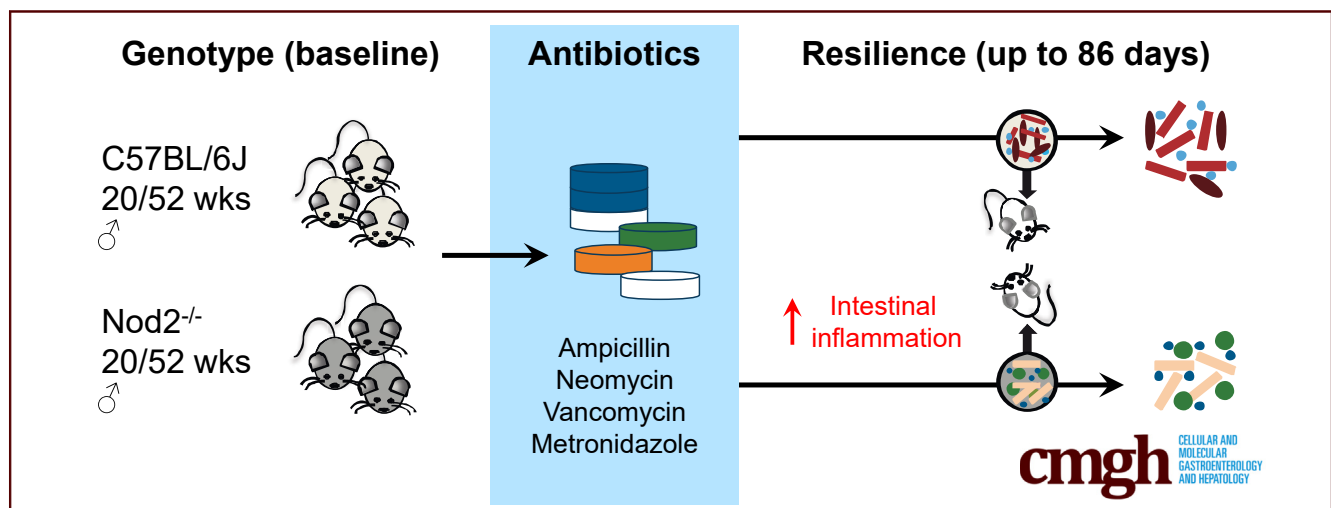 Genotype (baseline)
Antibiotics
Resilience (up to 86 days)
C57BL/6J
20/52 wks
♂
Nod2-/-
20/52 wks
♂
Ampicillin
Neomycin
Vancomycin
Metronidazole
Intestinal
inflammation
cmgh
CELLULAR AND
MOLECULAR
GASTROENTEROLOGY
AND HEPATOLOGY